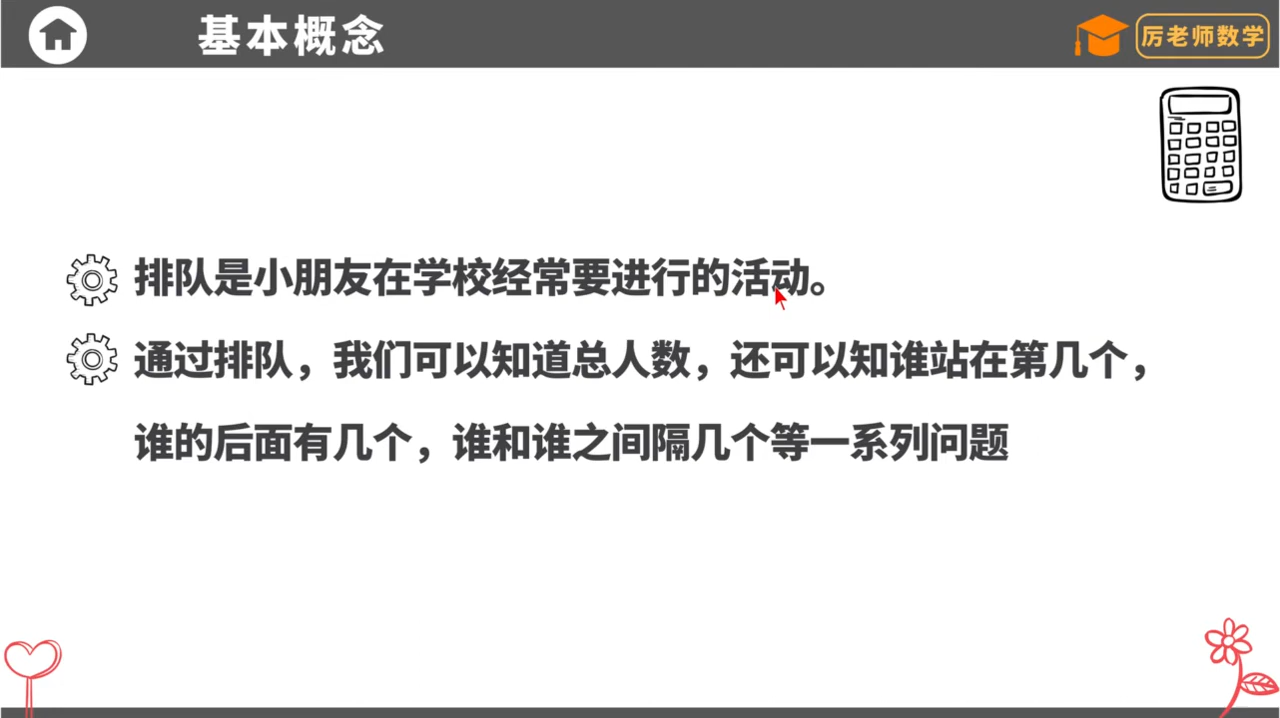 基本概念
厉老师数学
排队是小朋友在学校经常要进行的活动。
通过排队，我们可以知道总人数，还可以知谁站在第几个，
谁的后面有几个，谁和谁之间隔几个等一系列问题